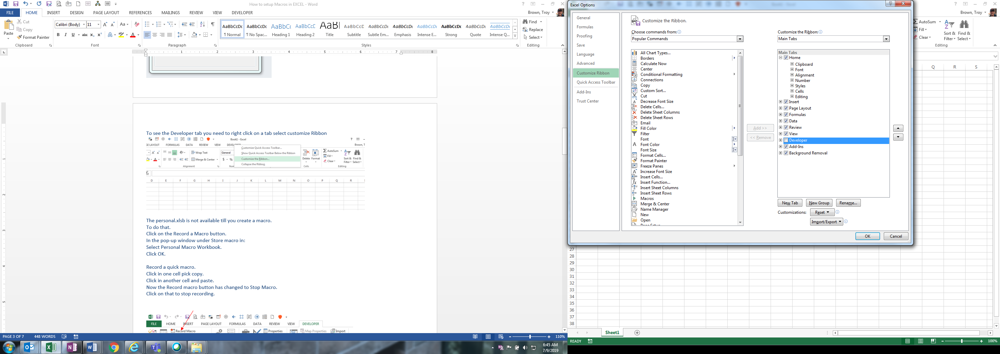 How to setup Macros in EXCEL - Word
FILE HOME INSERT DESIGN PAGE LAYOUT REFERENCES MAILINGS REVIEW VIEW DEVELOPER
Brown, Troy
Paste
Cut
Copy
Format Painter
Clipboard
Calibri (Body) 11
Font
Paragraph
AaBbCcDc AaBbCcDc AaBbCc AaBbCcD AaBl AaBbCcD AaBbCcDc AaBbCcDc AaBbCcDc AaBbCcDc AaBbCcDc AaBbCcDc
¶ Normal ¶ No Spac... Heading 1 Heading 2 Title Subtitle Subtle Em... Emphasis Intense E... Strong Quote Intense Q...
Styles
Find
Replace
Select
Editing
1 2 3 4 5 6 7 8
To see the Developer tab you need to right click on a tab select customize Ribbon
Book1 - Excel
GE LAYOUT FORMULAS DATA REVIEW VIEW
Brown, T
Customize Quick Access Toolbar...
Show Quick Access Toolbar Below the Ribbon
Customize the Ribbon...
Collapse the Ribbon
Wrap Text
Merge & Center
General
$ %
Delete Format
AutoSum
Fill
Clear
Sort & Filter
Find & Select
Alignment
Cells
Editing
fx
D E F G H I J K L M N O P Q R
The personal.xlsb is not available till you create a macro.
To do that.
Click on the Record a Macro button.
In the pop-up window under Store macro in:
Select Personal Macro Workbook.
Click OK.
Record a quick macro.
Click in one cell pick copy.
Click in another cell and paste.
Now the Record macro button has changed to Stop Macro.
Click on that to stop recording.
FILE HOME INSERT PAGE LAYOUT FORMULAS DATA REVIEW VIEW DEVELOPER
Record Macro
Properties
Map Properties
Import
PAGE 3 OF 7 448 WORDS
110%
6:45 AM
7/9/2019
Excel Options
General
Formulas
Proofing
Save
Language
Advanced
Customize Ribbon
Quick Access Toolbar
Add-Ins
Trust Center
Customize the Ribbon.
Choose commands from:
Popular Commands
All Chart Types...
Borders
Calculate Now
Center
Conditional Formatting
Connections
Copy
Custom Sort...
Cut
Decrease Font Size
Delete Cells...
Delete Sheet Columns
Delete Sheet Rows
Email
Fill Color
Filter
Font
Font Color
Font Size
Format Cells...
Format Painter
Freeze Panes
Increase Font Size
Insert Cells...
Insert Function...
Insert Sheet Columns
Insert Sheet Rows
Macros
Merge & Center
Name Manager
New
Open
Add >>
<< Remove
Customize the Ribbon:
Main Tabs
Main Tabs
Home
Clipboard
Font
Alignment
Number
Styles
Cells
Editing
Insert
Page Layout
Formulas
Data
Review
View
Developer
Add-Ins
Background Removal
New Tab New Group Rename...
Customizations: Reset
Import/Export
OK Cancel
Brown, Troy
AutoSum
Fill
Clear
Sort & Filter
Find & Select
Editing
Q R S
27
28
29
30
31
32
33
34
35
36
37
38
Sheet1
READY
100%